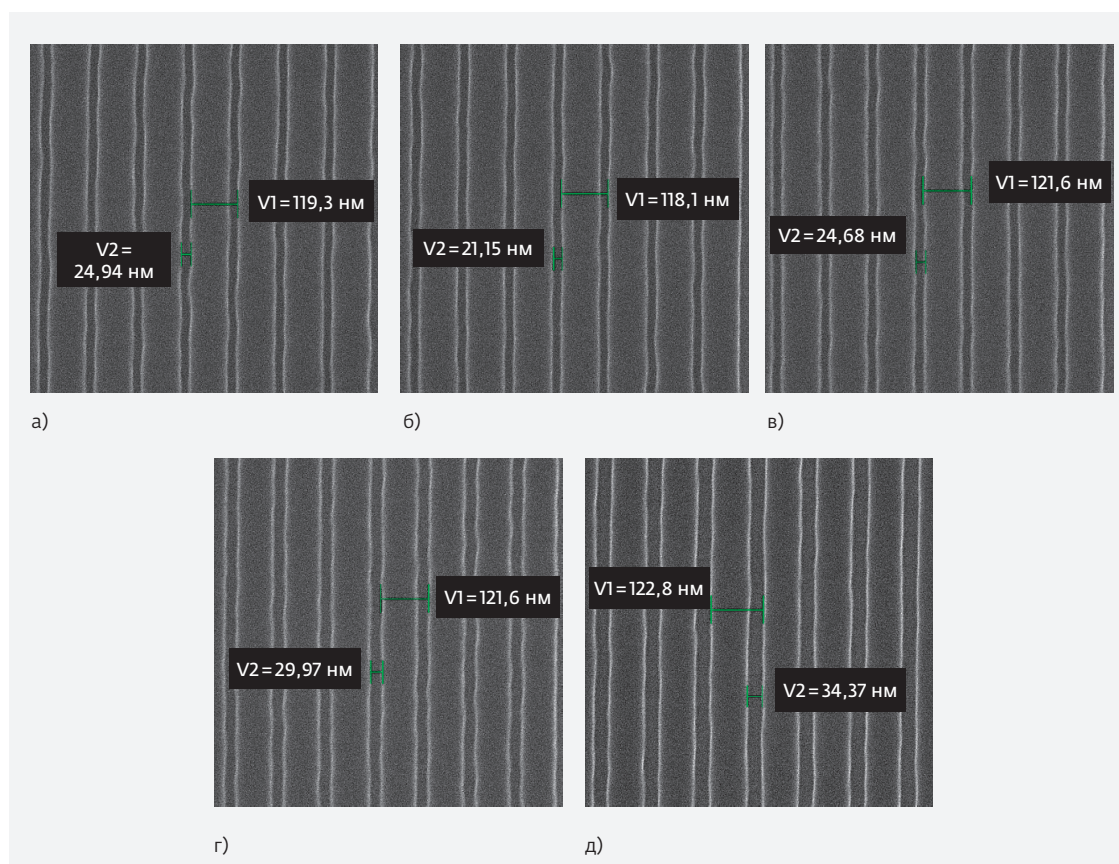 V1=119,3 нм
V2=
24,94 нм
а)
V1=118,1 нм
V2=21,15 нм
б)
V1=121,6 нм
V2=24,68 нм
в)
V1=121,6 нм
V2=29,97 нм
г)
V1=122,8 нм
V2=34,37 нм
д)